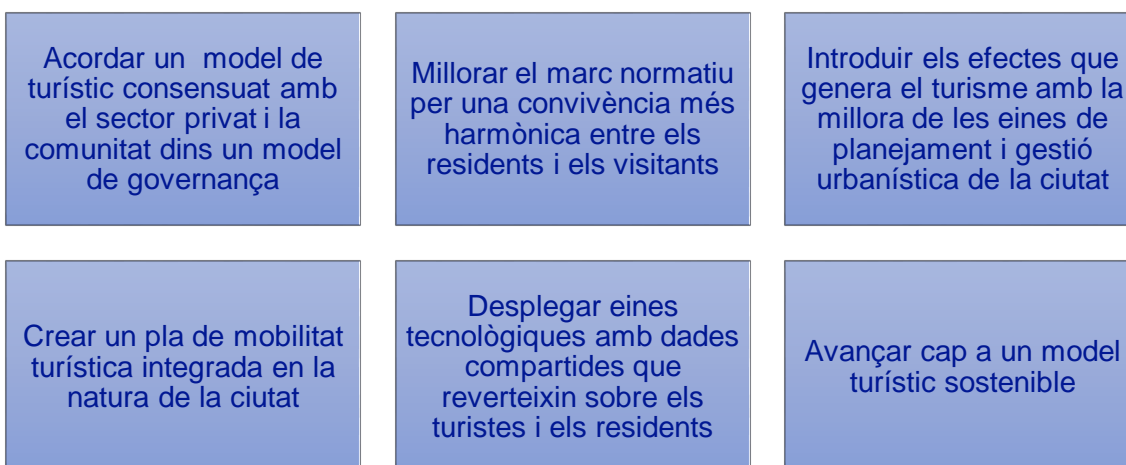 Acordar un  model de
turístic consensuat amb
el sector privat i la
comunitat dins un model
de governança
Millorar el marc normatiu
per una convivència més
harmònica entre els
residents i els visitants
Introduir els efectes que
genera el turisme amb la
millora de les eines de
planejament i gestió
urbanística de la ciutat
Crear un pla de mobilitat
turística integrada en la
natura de la ciutat
Desplegar eines
tecnològiques amb dades
compartides que
reverteixin sobre els
turistes i els residents
Avançar cap a un model
turístic sostenible